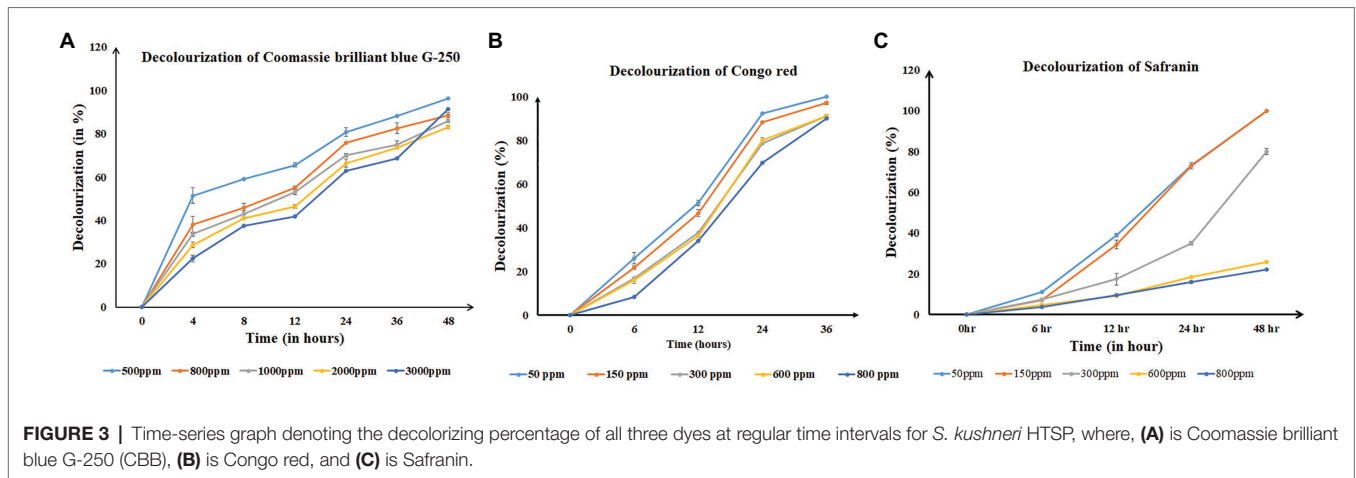 A
Decolourization of Coomassie brilliant blue G-250
Decolourization (in %)
120
100
80
60
40
20
0
0 4 8 12 24 36 48
Time (in hours)
500ppm 800ppm 1000ppm 2000ppm 3000ppm
B
Decolourization of Congo red
Decolourization (%)
100
80
60
40
20
0
0 6 12 24 36
Time (hours)
50 ppm 150 ppm 300 ppm 600 ppm 800 ppm
C
Decolourization of Safranin
Decolourization (%)
120
100
80
60
40
20
0
0hr 6 hr 12 hr 24 hr 48 hr
Time (in hour)
50ppm 150ppm 300ppm 600ppm 800ppm
FIGURE 3 | Time-series graph denoting the decolorizing percentage of all three dyes at regular time intervals for S. kushneri HTSP, where, (A) is Coomassie brilliant
blue G-250 (CBB), (B) is Congo red, and (C) is Safranin.